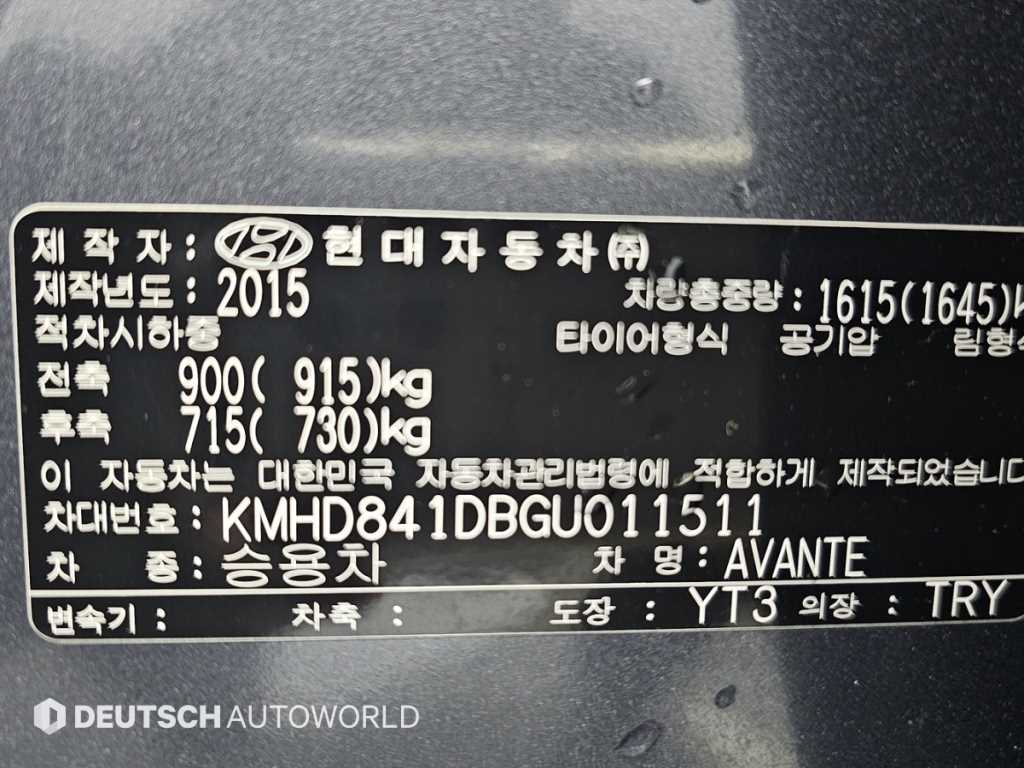 제 작 자 : 현대자동차㈜
제작년도 : 2015 차량총중량 : 1615(1645)k
적차시하중 타이어형식 공기압 림형식
전축 900( 915)kg
후축 715( 730)kg
이 자동차는 대한민국 자동차관리법령에 적합하게 제작되었습니다
차대번호 : KMHD841DBGU011511
차 종 : 승용차 차 명 : AVANTE
변속기 : 차축 : 도장 : YT3 의장 : TRY
DEUTSCH AUTOWORLD